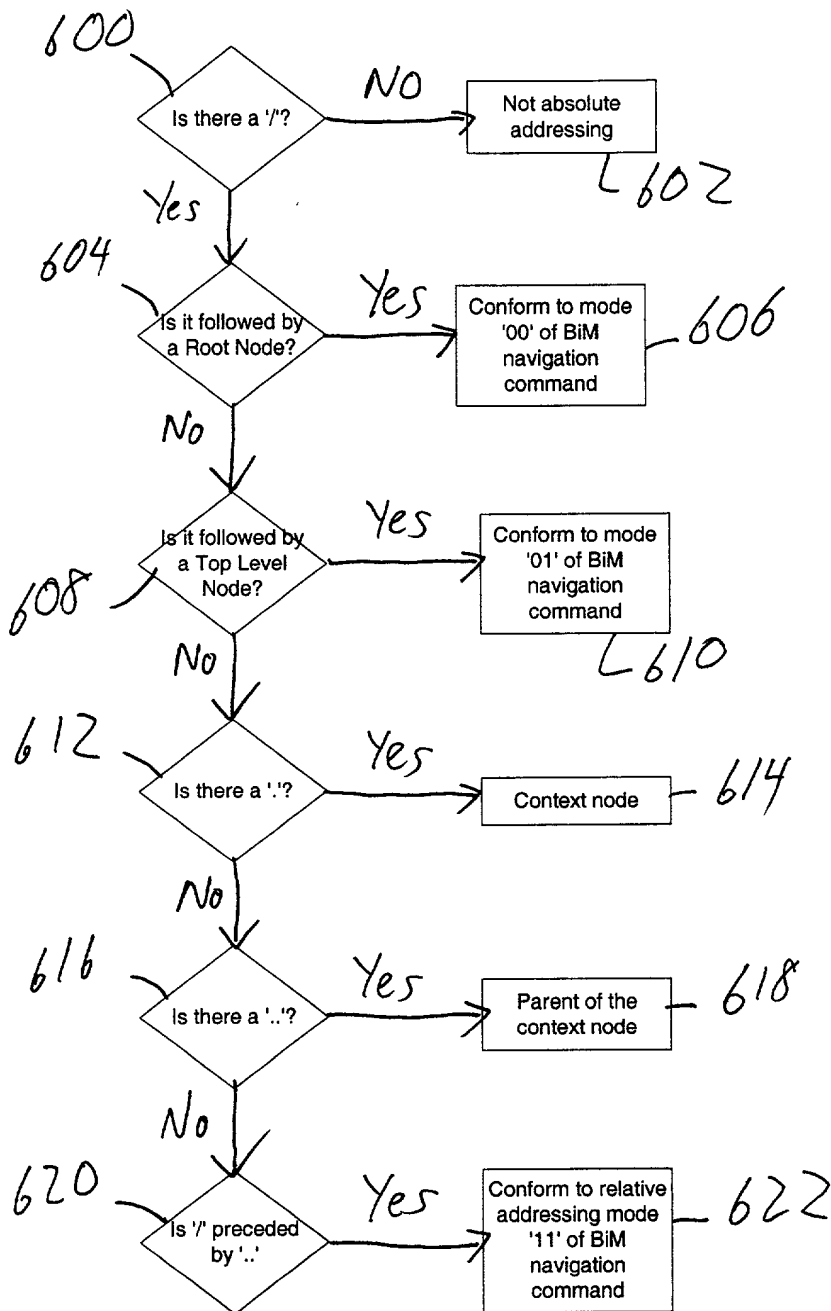 600
Is there a '/'?
NO
Not absolute
addressing
602
Yes
604
Is it followed by
a Root Node?
Yes
Conform to mode
'00' of BiM
navigation
command
606
No
Is it followed by
a Top Level
Node?
Yes
Conform to mode
'01' of BiM
navigation
command
608
610
No
612
Is there a '.'?
Yes
Context node
614
No
616
Is there a '..'?
Yes
Parent of the
context node
618
No
620
Is '/' preceded
by '..'
Yes
Conform to relative
addressing mode
'11' of BiM
navigation
command
622